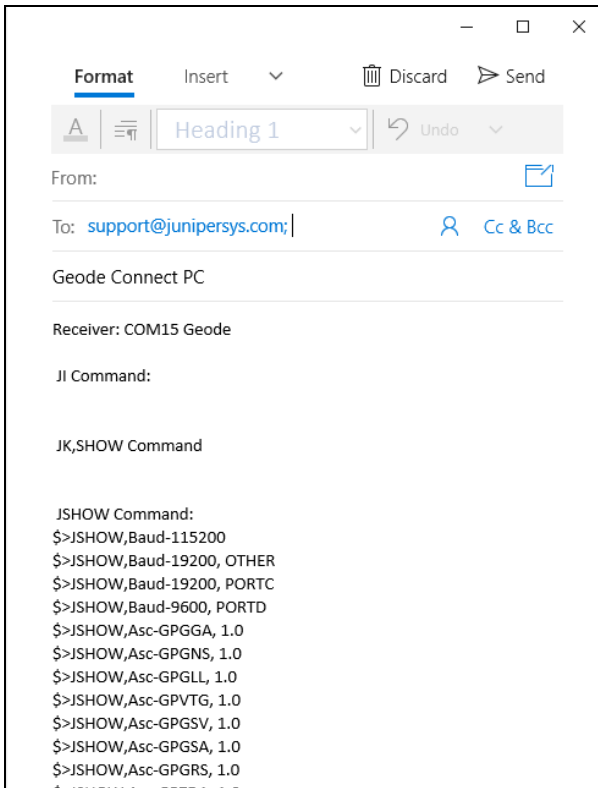 Format Insert Discard Send
A Heading 1 Undo
From:
To: support@junipersys.com; Cc & Bcc
Geode Connect PC
Receiver: COM15 Geode
JI Command:
JK,SHOW Command
JSHOW Command:
$>JSHOW,Baud-115200
$>JSHOW,Baud-19200, OTHER
$>JSHOW,Baud-19200, PORTC
$>JSHOW,Baud-9600, PORTD
$>JSHOW,Asc-GPGGA, 1.0
$>JSHOW,Asc-GPGNS, 1.0
$>JSHOW,Asc-GPGLL, 1.0
$>JSHOW,Asc-GPVTG, 1.0
$>JSHOW,Asc-GPGSV, 1.0
$>JSHOW,Asc-GPGSA, 1.0
$>JSHOW,Asc-GPGRS, 1.0